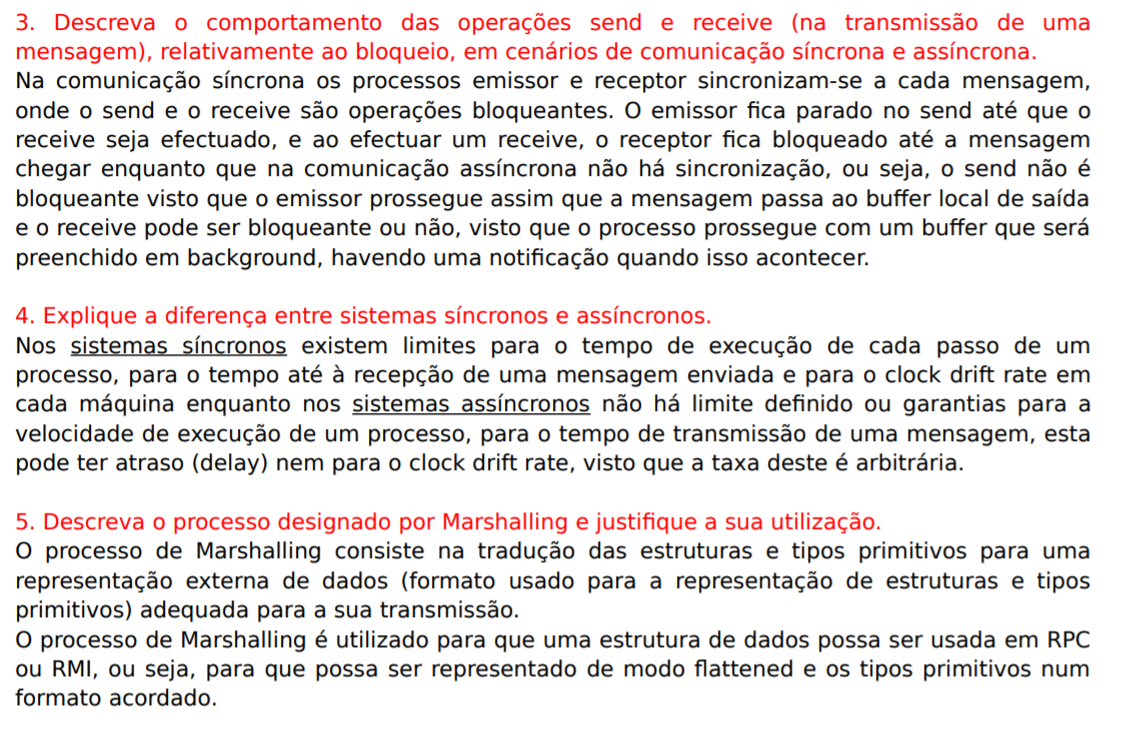 3. Descreva o comportamento das operações send e receive (na transmissão de uma
mensagem), relativamente ao bloqueio, em cenários de comunicação síncrona e assíncrona.
Na comunicação síncrona os processos emissor e receptor sincronizam-se a cada mensagem,
onde o send e o receive são operações bloqueantes. O emissor fica parado no send até que o
receive seja efectuado, e ao efectuar um receive, o receptor fica bloqueado até a mensagem
chegar enquanto que na comunicação assíncrona não há sincronização, ou seja, o send não é
bloqueante visto que o emissor prossegue assim que a mensagem passa ao buffer local de saída
e o receive pode ser bloqueante ou não, visto que o processo prossegue com um buffer que será
preenchido em background, havendo uma notificação quando isso acontecer.
4. Explique a diferença entre sistemas síncronos e assíncronos.
Nos sistemas síncronos existem limites para o tempo de execução de cada passo de um
processo, para o tempo até à recepção de uma mensagem enviada e para o clock drift rate em
cada máquina enquanto nos sistemas assíncronos não há limite definido ou garantias para a
velocidade de execução de um processo, para o tempo de transmissão de uma mensagem, esta
pode ter atraso (delay) nem para o clock drift rate, visto que a taxa deste é arbitrária.
5. Descreva o processo designado por Marshalling e justifique a sua utilização.
O processo de Marshalling consiste na tradução das estruturas e tipos primitivos para uma
representação externa de dados (formato usado para a representação de estruturas e tipos
primitivos) adequada para a sua transmissão.
O processo de Marshalling é utilizado para que uma estrutura de dados possa ser usada em RPC
ou RMI, ou seja, para que possa ser representado de modo flattened e os tipos primitivos num
formato acordado.